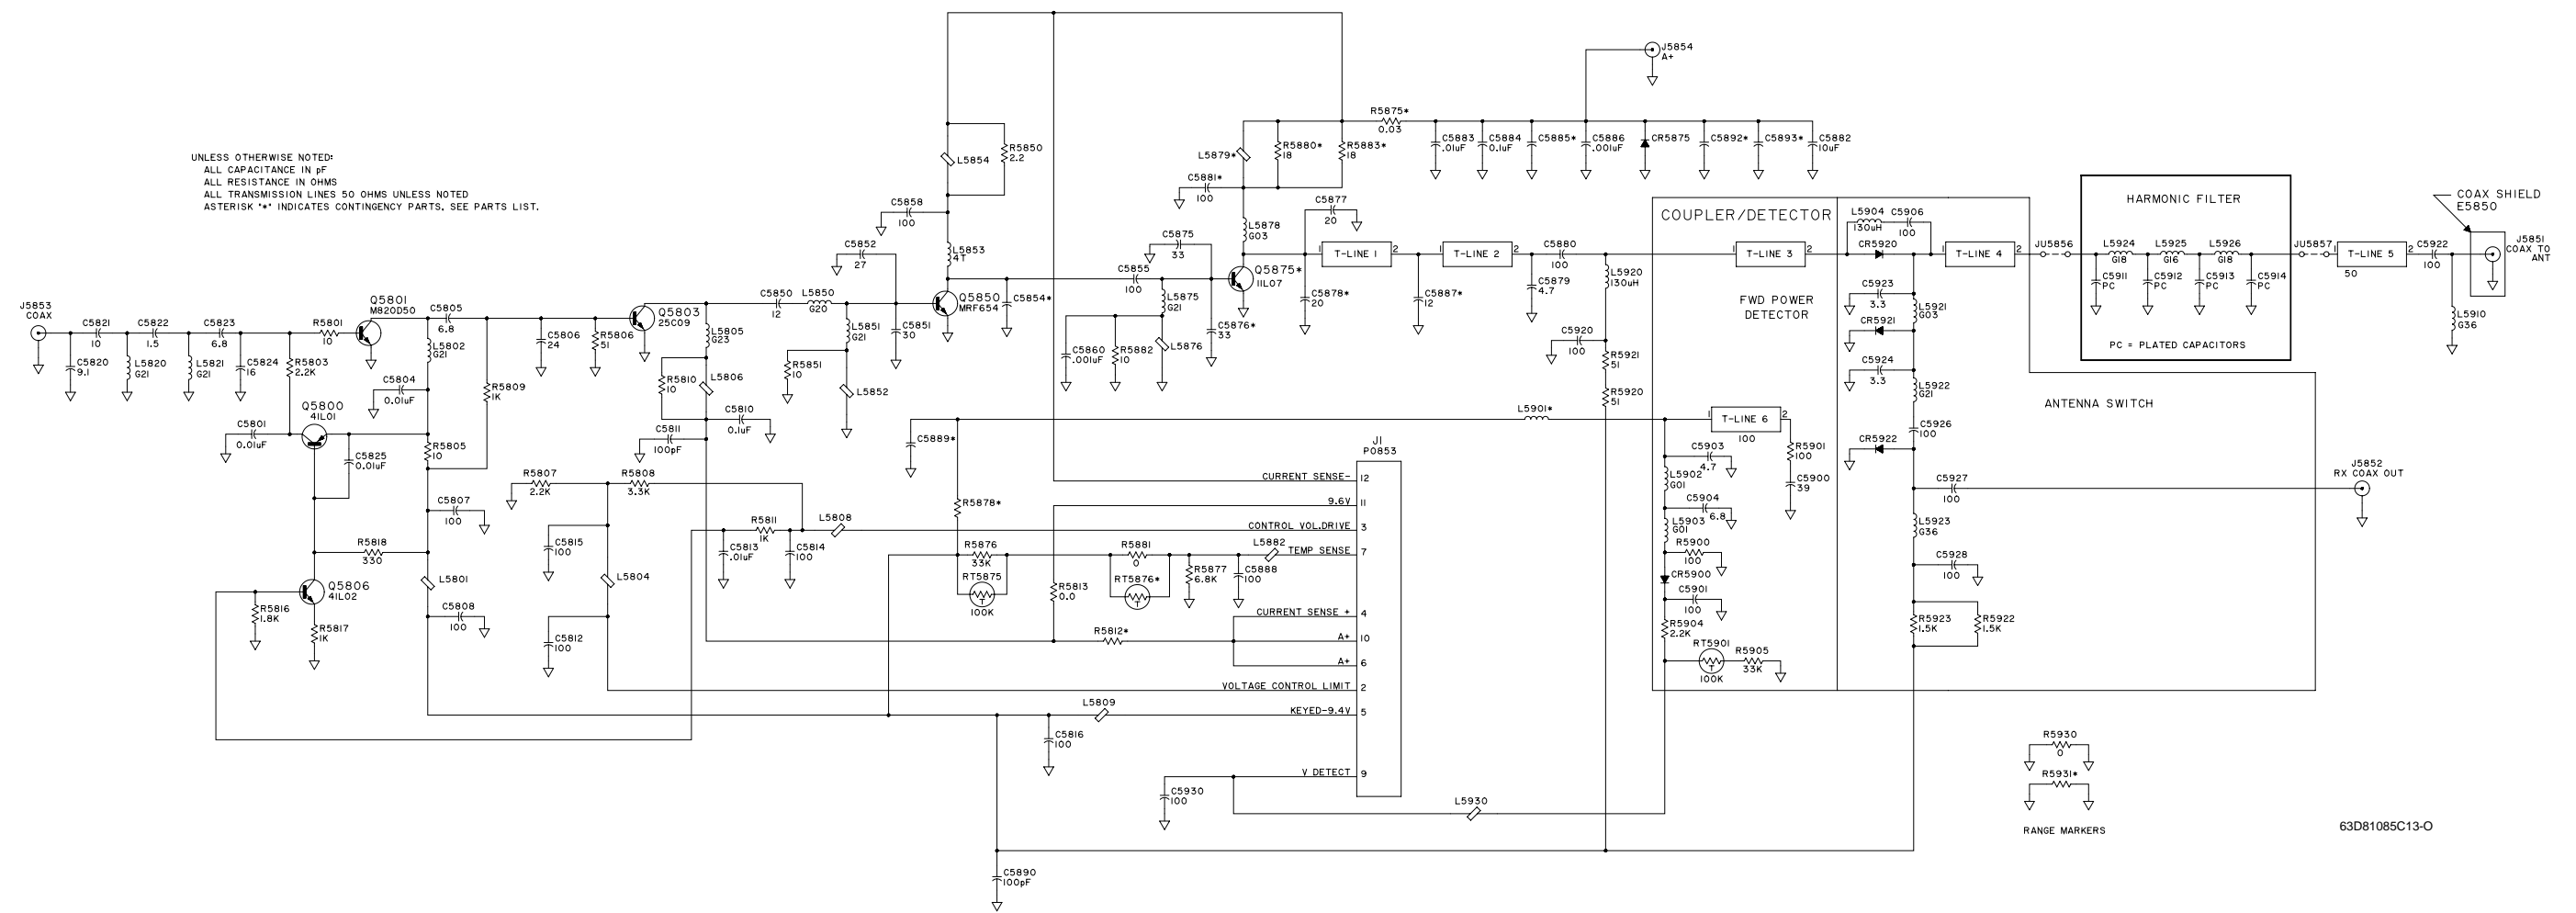 J5854
A+
UNLESS OTHERWISE NOTED:
ALL CAPACITANCE IN pF
ALL RESISTANCE IN OHMS
ALL TRANSMISSION LINES 50 OHMS UNLESS NOTED
ASTERISK "*" INDICATES CONTINGENCY PARTS, SEE PARTS LIST.
L5854
R5850
2.2
R5875*
0.03
L5879*
R5880*
18
R5883*
18
C5883
.01uF
C5884
0.1uF
C5885*
C5886
.001uF
CR5875
C5892*
C5893*
C5882
10uF
C5881*
100
C5858
100
C5877
20
L5878
G03
C5875
33
C5852
27
L5853
4T
C5855
100
Q5875*
11L07
1
T-LINE 1
2
1
T-LINE 2
2
C5880
100
COUPLER/DETECTOR
1
T-LINE 3
2
FWD POWER
DETECTOR
L5904
130uH
C5906
100
CR5920
1
T-LINE 4
2
JU5856
HARMONIC FILTER
L5924
G18
L5925
G16
L5926
G18
C5911
PC
C5912
PC
C5913
PC
C5914
PC
PC = PLATED CAPACITORS
JU5857
1
T-LINE 5
2
50
C5922
100
COAX SHIELD
E5850
J5851
COAX TO
ANT
L5910
G36
J5853
COAX
C5821
10
C5822
1.5
C5823
6.8
C5820
9.1
L5820
G21
L5821
G21
C5824
16
R5803
2.2K
R5801
10
Q5801
M820D50
C5805
6.8
L5802
G21
C5804
0.01uF
R5809
1K
C5806
24
R5806
51
Q5803
25C09
L5805
G23
R5810
10
L5806
C5850
12
L5850
G20
L5851
G21
R5851
10
L5852
C5851
30
Q5850
MRF654
C5854*
C5860
.001uF
R5882
10
L5875
G21
L5876
C5876*
33
C5878*
20
C5887*
12
C5879
4.7
L5920
130uH
C5920
100
R5921
51
R5920
51
C5923
3.3
L5921
G03
CR5921
C5924
3.3
L5922
G21
C5926
100
CR5922
ANTENNA SWITCH
Q5800
41L01
C5801
0.01uF
C5825
0.01uF
R5805
10
C5811
100pF
C5810
0.1uF
C5889*
L5901*
1
T-LINE 6
2
100
C5903
4.7
R5901
100
L5902
G01
C5900
39
C5904
6.8
L5903
G01
R5900
100
CR5900
C5901
100
R5904
2.2K
RT5901
100K
R5905
33K
C5927
100
J5852
RX COAX OUT
L5923
G36
C5928
100
R5923
1.5K
R5922
1.5K
J1
P0853
CURRENT SENSE-
12
9.6V
11
CONTROL VOL.DRIVE
3
TEMP SENSE
7
CURRENT SENSE +
4
A+
10
A+
6
VOLTAGE CONTROL LIMIT
2
KEYED-9.4V
5
V DETECT
9
R5807
2.2K
R5808
3.3K
C5807
100
R5818
330
C5815
100
L5804
C5812
100
C5813
.01uF
R5811
1K
C5814
100
L5808
R5878*
R5876
33K
RT5875
T
100K
R5813
0.0
R5881
0
RT5876*
T
R5877
6.8K
C5888
100
L5882
R5812*
Q5806
41L02
R5816
1.8K
R5817
1K
L5801
C5808
100
L5809
C5816
100
C5930
100
L5930
C5890
100pF
R5930
0
R5931*
RANGE MARKERS
63D81085C13-O